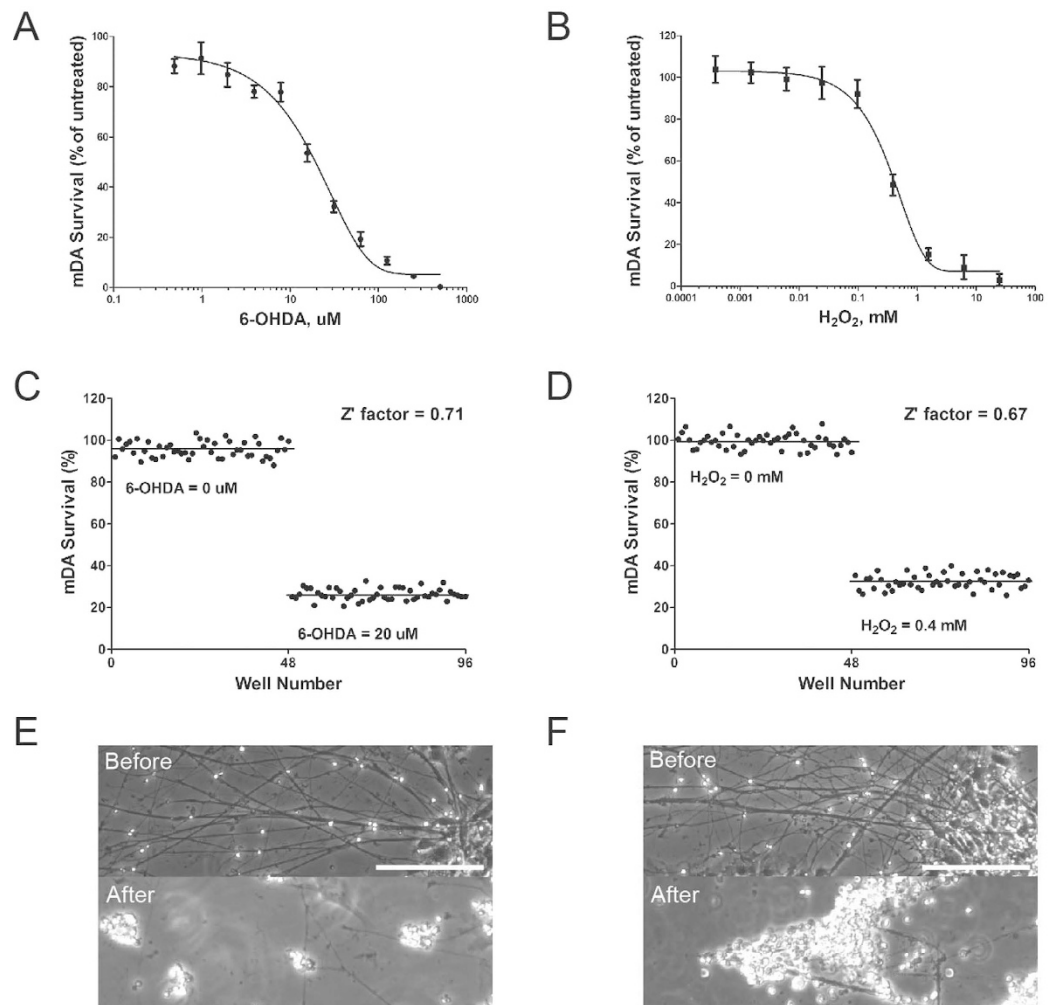 A
mDA Survival (% of untreated)
100
80
60
40
20
0
0.1
1
10
100
1000
6-OHDA, uM
B
mDA Survival (% of untreated)
120
100
80
60
40
20
0
0.0001
0.001
0.01
0.1
1
10
100
H₂O₂, mM
C
mDA Survival (%)
120
100
80
60
40
20
0
Z' factor = 0.71
6-OHDA = 0 uM
6-OHDA = 20 uM
0
48
96
Well Number
D
mDA Survival (%)
120
100
80
60
40
20
0
Z' factor = 0.67
H₂O₂ = 0 mM
H₂O₂ = 0.4 mM
0
48
96
Well Number
E
Before
After
F
Before
After